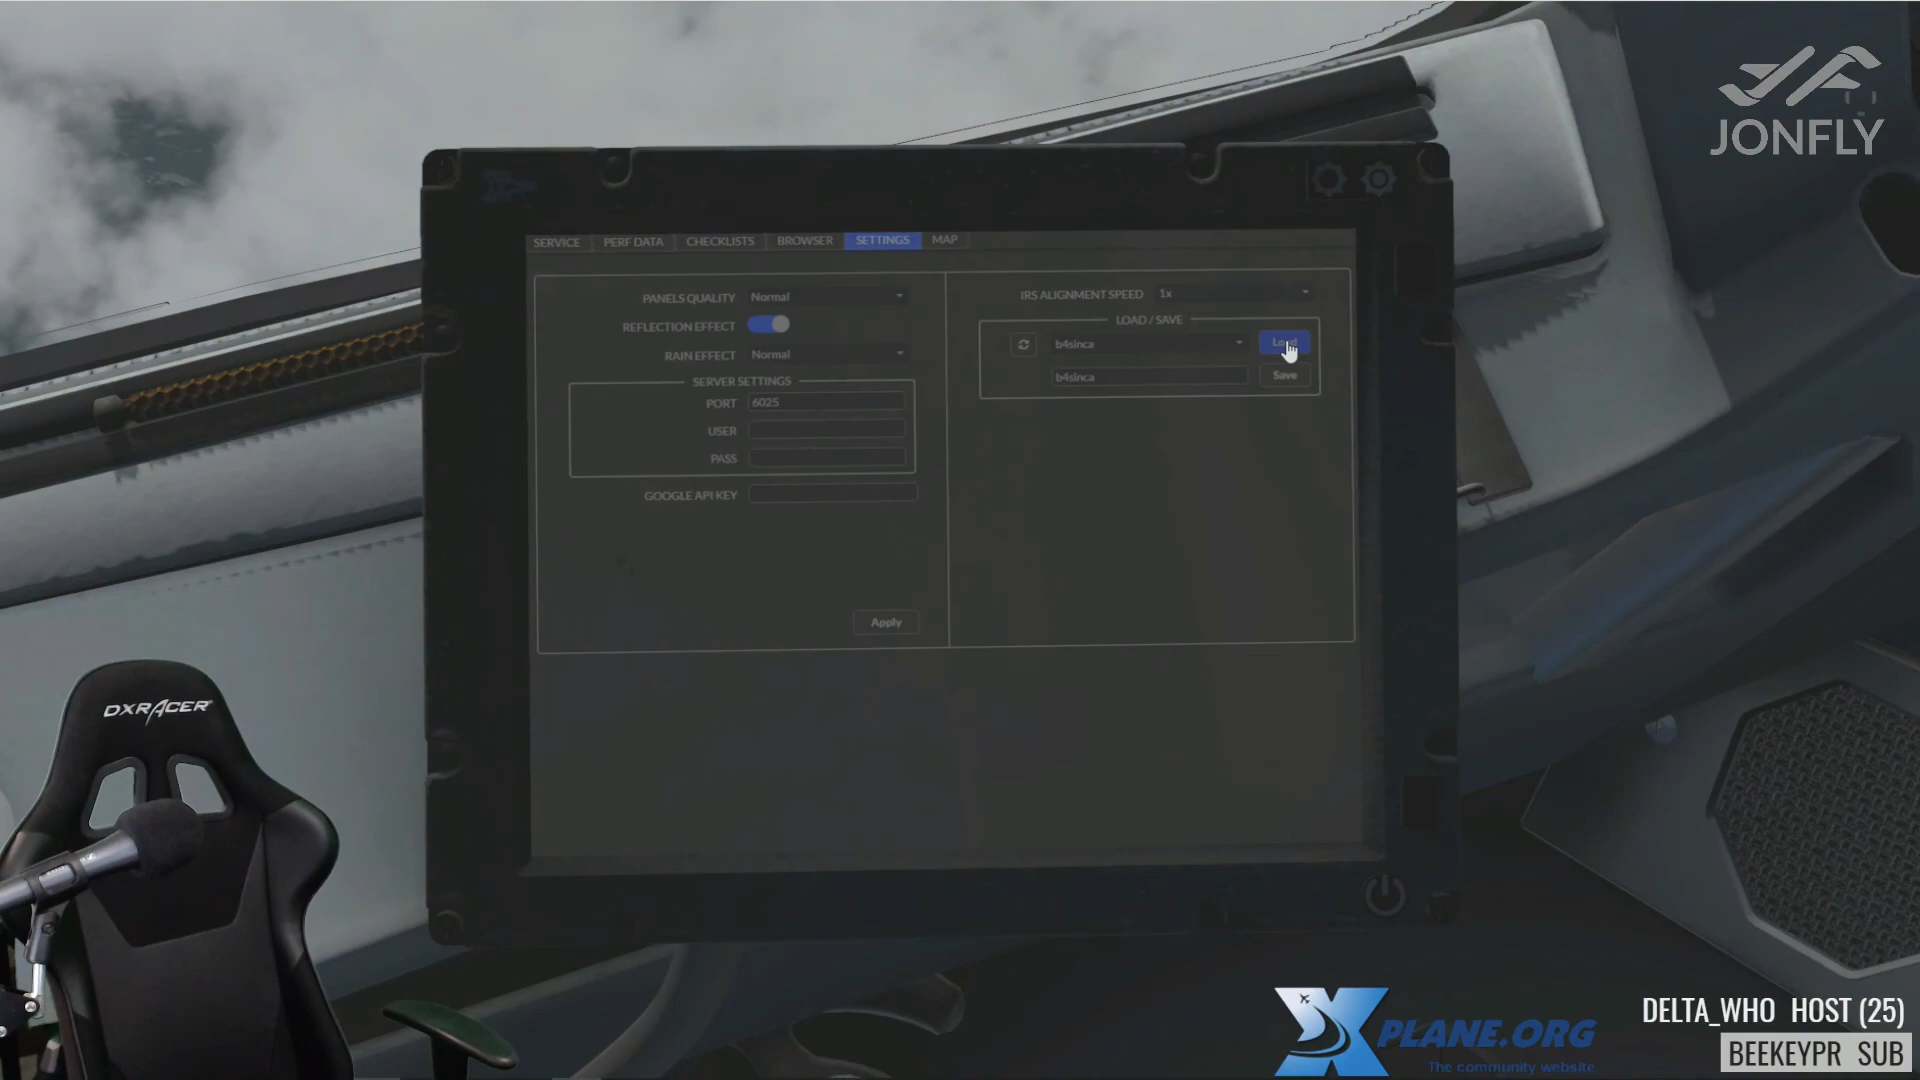 JONFLY
SERVICE
PERF DATA
CHECKLISTS
BROWSER
SETTINGS
MAP
PANELS QUALITY
Normal
REFLECTION EFFECT
RAIN EFFECT
Normal
SERVER SETTINGS
PORT
6025
USER
PASS
GOOGLE API KEY
Apply
IRS ALIGNMENT SPEED
1x
LOAD / SAVE
b4sinca
Load
b4sinca
Save
DXRACER
XPLANE.ORG
The community website
DELTA_WHO HOST (25)
BEEKEYPR SUB